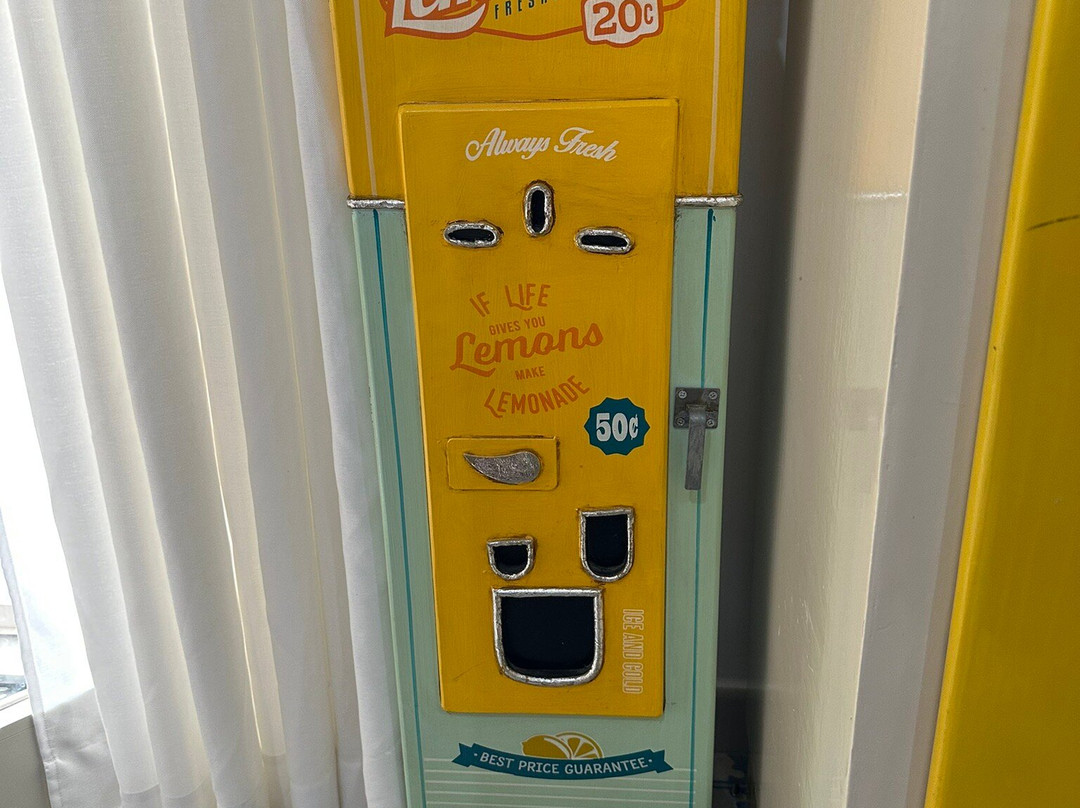 FRESH
20¢
Always Fresh
IF LIFE
GIVES YOU
Lemons
MAKE
LEMONADE
50¢
ICE AND COLD
BEST PRICE GUARANTEE